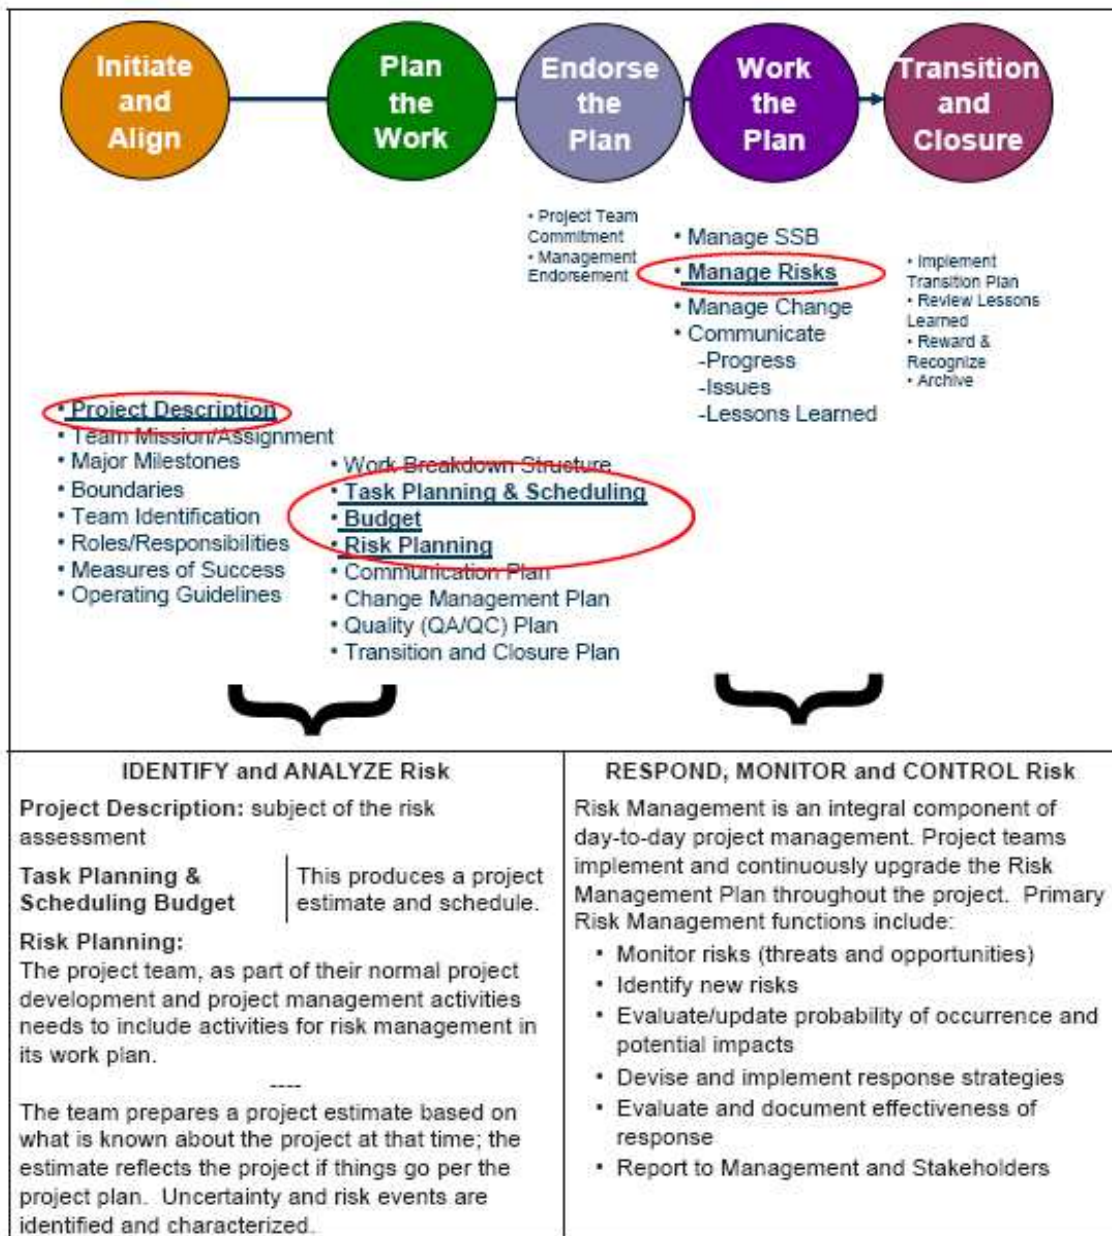 Initiate
and
Align
Plan
the
Work
Endorse
the
Plan
Work
the
Plan
Transition
and
Closure
• Project Team
Commitment
• Management
Endorsement
• Manage SSB
• Manage Risks
• Manage Change
• Communicate
-Progress
-Issues
-Lessons Learned
• Implement
Transition Plan
• Review Lessons
Learned
• Reward &
Recognize
• Archive
• Project Description
• Team Mission/Assignment
• Major Milestones
• Boundaries
• Team Identification
• Roles/Responsibilities
• Measures of Success
• Operating Guidelines
• Work Breakdown Structure
• Task Planning & Scheduling
• Budget
• Risk Planning
• Communication Plan
• Change Management Plan
• Quality (QA/QC) Plan
• Transition and Closure Plan
IDENTIFY and ANALYZE Risk
Project Description: subject of the risk
assessment
Task Planning &
Scheduling Budget
This produces a project
estimate and schedule.
Risk Planning:
The project team, as part of their normal project
development and project management activities
needs to include activities for risk management in
its work plan.
----
The team prepares a project estimate based on
what is known about the project at that time; the
estimate reflects the project if things go per the
project plan.  Uncertainty and risk events are
identified and characterized.
RESPOND, MONITOR and CONTROL Risk
Risk Management is an integral component of
day-to-day project management. Project teams
implement and continuously upgrade the Risk
Management Plan throughout the project.  Primary
Risk Management functions include:
• Monitor risks (threats and opportunities)
• Identify new risks
• Evaluate/update probability of occurrence and
potential impacts
• Devise and implement response strategies
• Evaluate and document effectiveness of
response
• Report to Management and Stakeholders